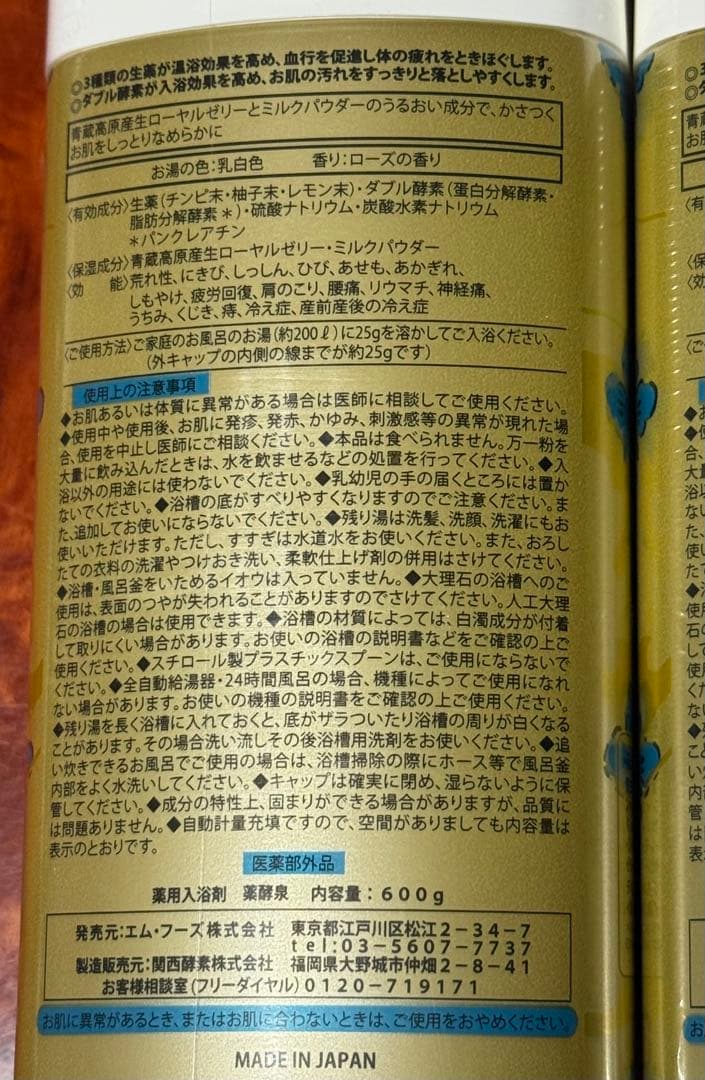 ◎3種類の生薬が温浴効果を高め、血行を促進し体の疲れをときほぐします。
◎ダブル酵素が入浴効果を高め、お肌の汚れをすっきりと落としやすくします。
青蔵高原産生ローヤルゼリーとミルクパウダーのうるおい成分で、かさつく
お肌をしっとりなめらかに
お湯の色:乳白色 香り:ローズの香り
〈有効成分〉生薬(チンピ末・柚子末・レモン末)・ダブル酵素(蛋白分解酵素・
脂肪分解酵素*)・硫酸ナトリウム・炭酸水素ナトリウム
*パンクレアチン
〈保湿成分〉青蔵高原産生ローヤルゼリー・ミルクパウダー
〈効 能〉荒れ性、にきび、しっしん、ひび、あせも、あかぎれ、
しもやけ、疲労回復、肩のこり、腰痛、リウマチ、神経痛、
うちみ、くじき、痔、冷え症、産前産後の冷え症
〈ご使用方法〉ご家庭のお風呂のお湯(約200ℓ)に25gを溶かしてご入浴ください。
(外キャップの内側の線までが約25gです)
使用上の注意事項
◆お肌あるいは体質に異常がある場合は医師に相談してご使用ください。
◆使用中や使用後、お肌に発疹、発赤、かゆみ、刺激感等の異常が現れた場
合、使用を中止し医師にご相談ください。◆本品は食べられません。万一粉を
大量に飲み込んだときは、水を飲ませるなどの処置を行ってください。◆入
浴以外の用途には使わないでください。◆乳幼児の手の届くところには置か
ないでください。◆浴槽の底がすべりやすくなりますのでご注意ください。ま
た、追加してお使いにならないでください。◆残り湯は洗髪、洗顔、洗濯にもお
使いいただけます。ただし、すすぎは水道水をお使いください。また、おろし
たての衣料の洗濯やつけおき洗い、柔軟仕上げ剤の併用はさけてください。
◆浴槽・風呂釜をいためるイオウは入っていません。◆大理石の浴槽へのご
使用は、表面のつやが失われることがありますのでさけてください。人工大理
石の浴槽の場合は使用できます。◆浴槽の材質によっては、白濁成分が付着
して取りにくい場合があります。お使いの浴槽の説明書などをご確認の上ご
使用ください。◆スチロール製プラスチックスプーンは、ご使用にならないで
ください。◆全自動給湯器・24時間風呂の場合、機種によってご使用になれ
ない場合があります。お使いの機種の説明書をご確認の上ご使用ください。
◆残り湯を長く浴槽に入れておくと、底がザラついたり浴槽の周りが白くなる
ことがあります。その場合洗い流しその後浴槽用洗剤をお使いください。◆追
い炊きできるお風呂でご使用の場合は、浴槽掃除の際にホース等で風呂釜
内部をよく水洗いしてください。◆キャップは確実に閉め、湿らないように保
管してください。◆成分の特性上、固まりができる場合がありますが、品質に
は問題ありません。◆自動計量充填ですので、空間がありましても内容量は
表示のとおりです。
医薬部外品
薬用入浴剤 薬酵泉 内容量:600g
発売元:エム・フーズ株式会社 東京都江戸川区松江2-34-7
tel:03-5607-7737
製造販売元:関西酵素株式会社 福岡県大野城市仲畑2-8-41
お客様相談室(フリーダイヤル)0120-719171
お肌に異常があるとき、またはお肌に合わないときは、ご使用をおやめください。
MADE IN JAPAN